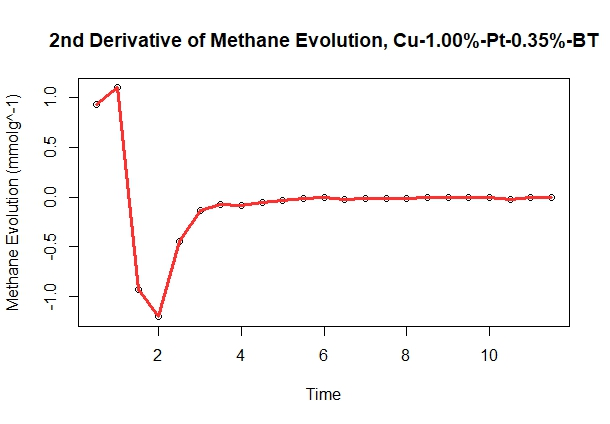 2nd Derivative of Methane Evolution, Cu-1.00%-Pt-0.35%-BT
Methane Evolution (mmolg^-1)
1.0
0.5
0.0
-0.5
-1.0
2 4 6 8 10
Time